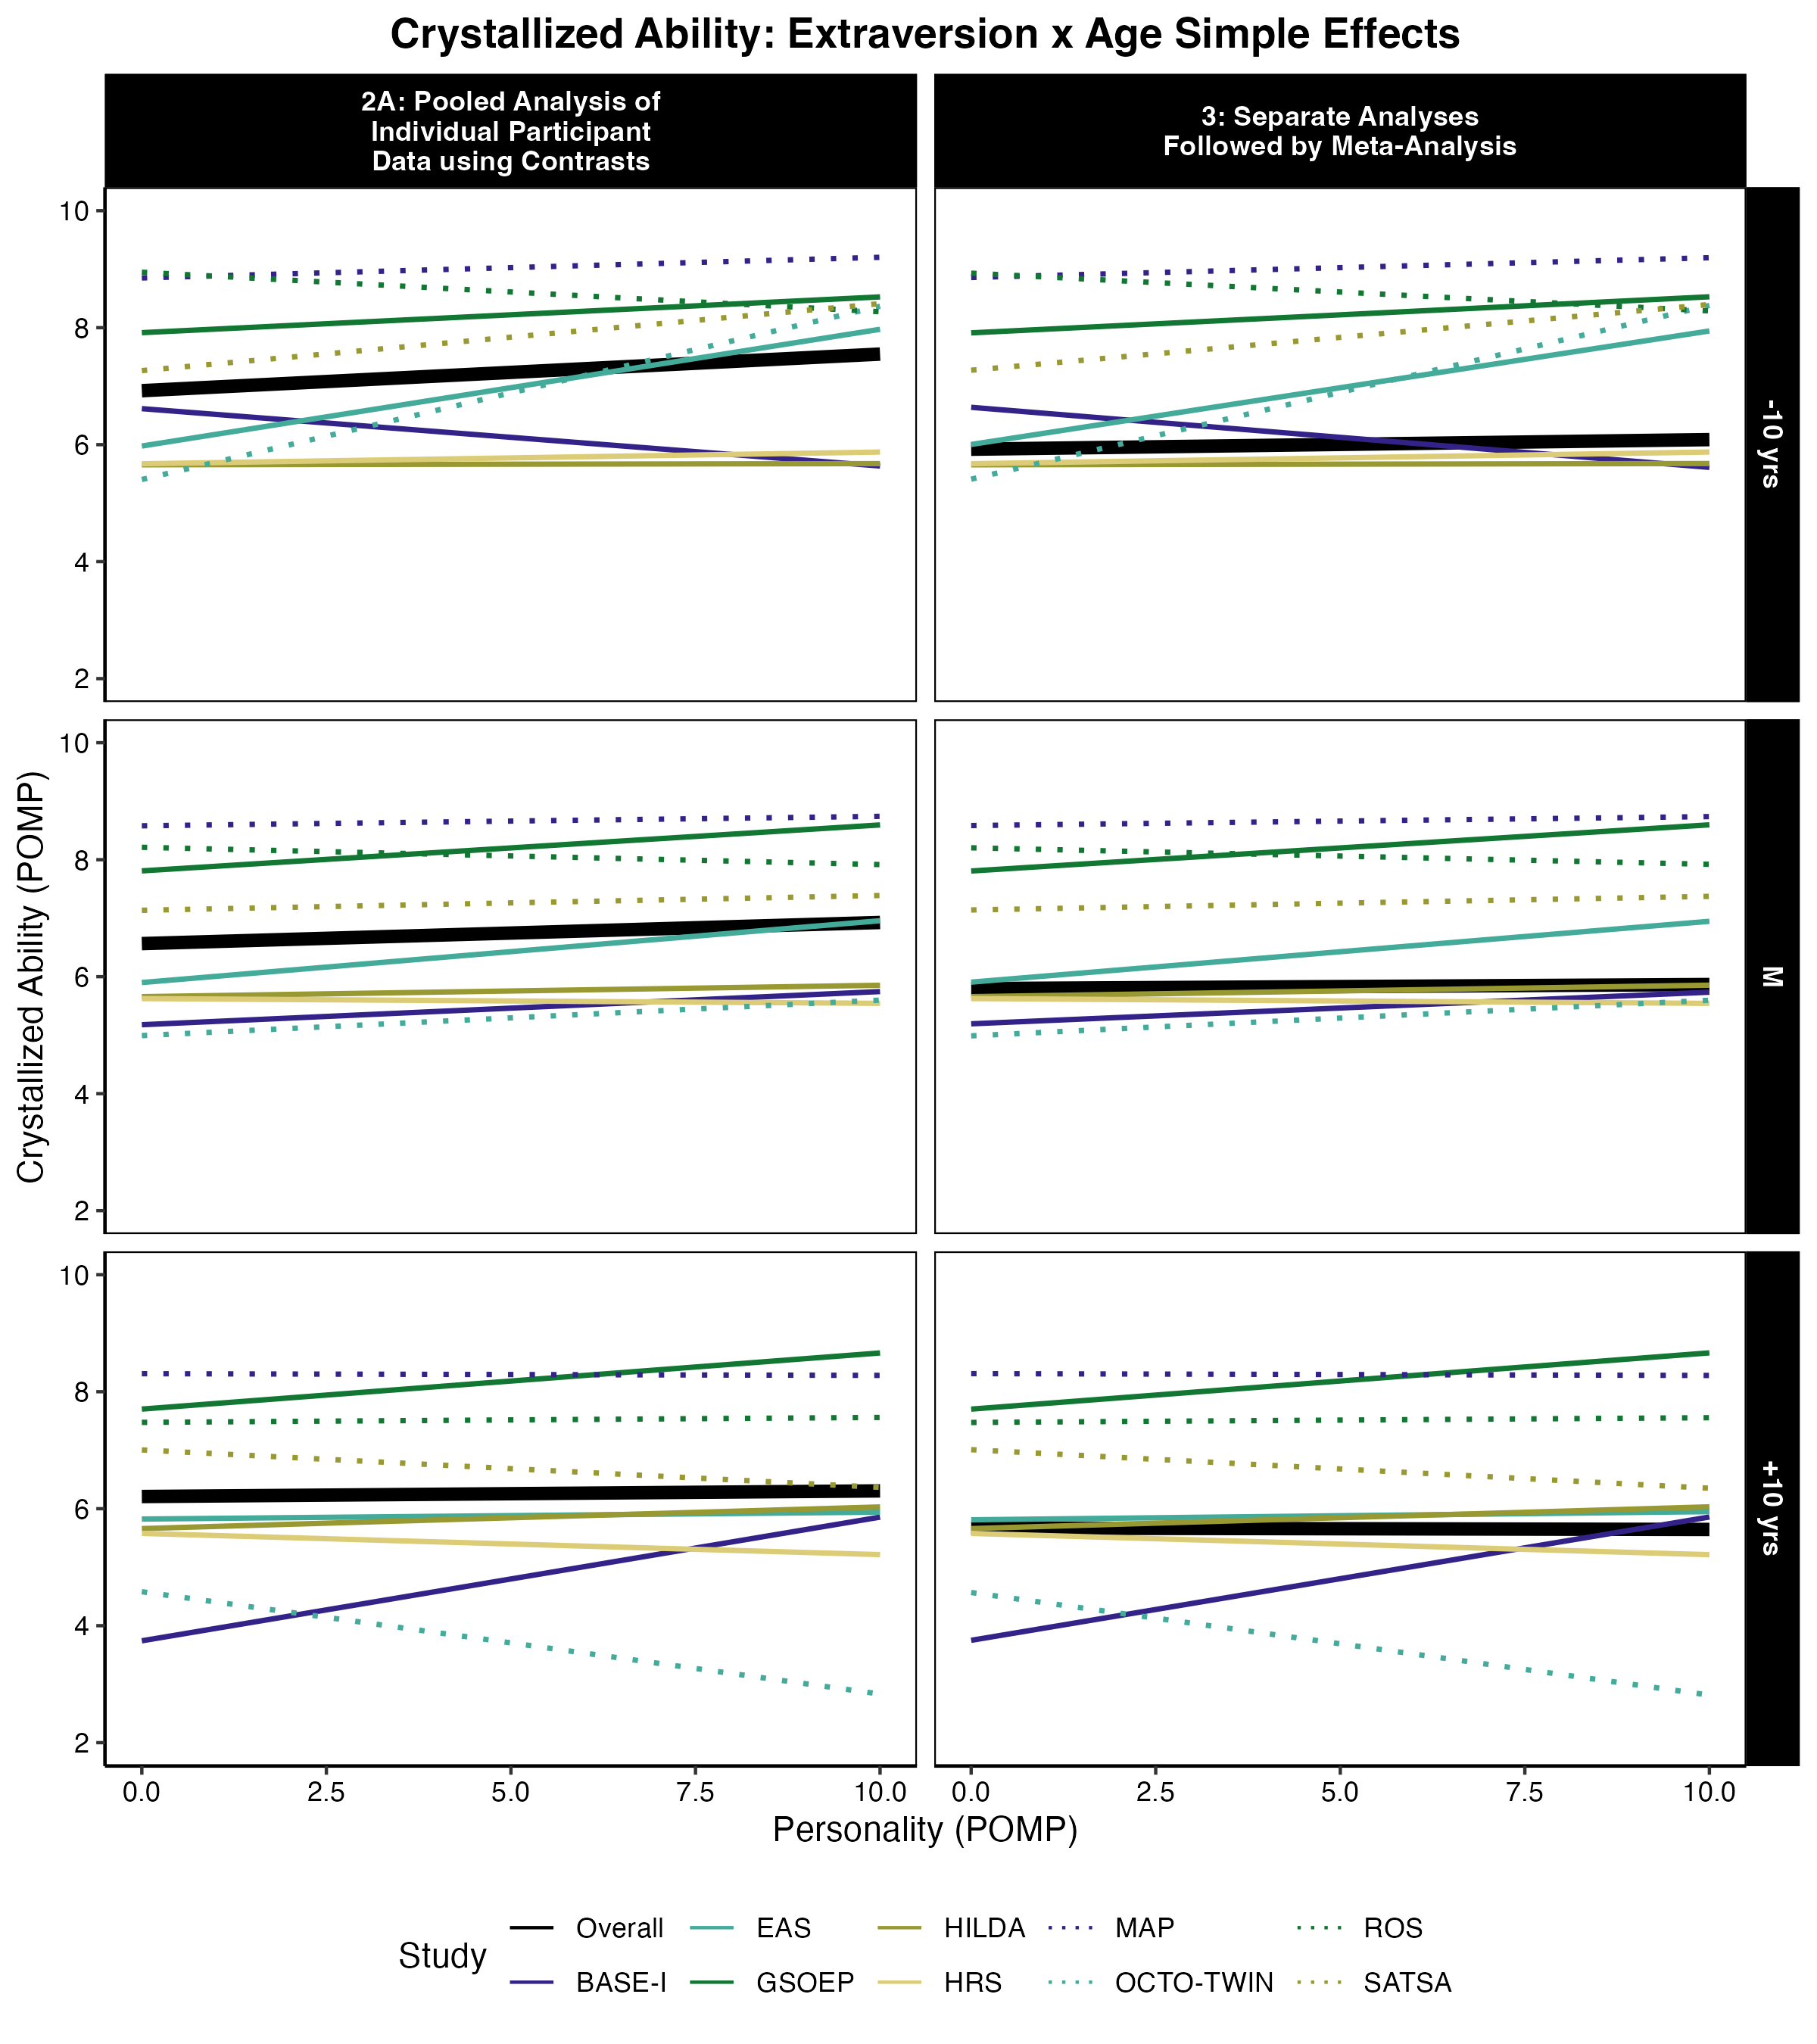 Crystallized Ability: Extraversion x Age Simple Effects
2A: Pooled Analysis of
Individual Participant
Data using Contrasts
3: Separate Analyses
Followed by Meta-Analysis
10
8
6
4
2
-10 yrs
Crystallized Ability (POMP)
10
8
6
4
2
M
10
8
6
4
2
+10 yrs
0.0 2.5 5.0 7.5 10.0 0.0 2.5 5.0 7.5 10.0
Personality (POMP)
Study
Overall EAS HILDA MAP ROS
BASE-I GSOEP HRS OCTO-TWIN SATSA